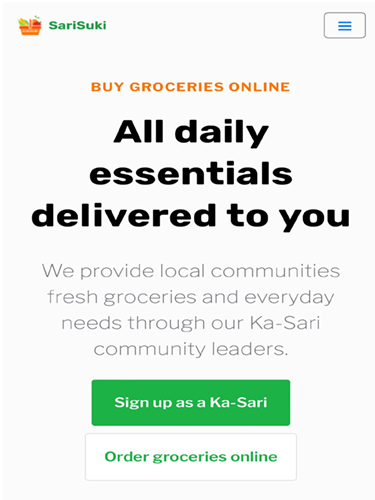 SariSuki
BUY GROCERIES ONLINE
All daily
essentials
delivered to you
We provide local communities
fresh groceries and everyday
needs through our Ka-Sari
community leaders.
Sign up as a Ka-Sari
Order groceries online